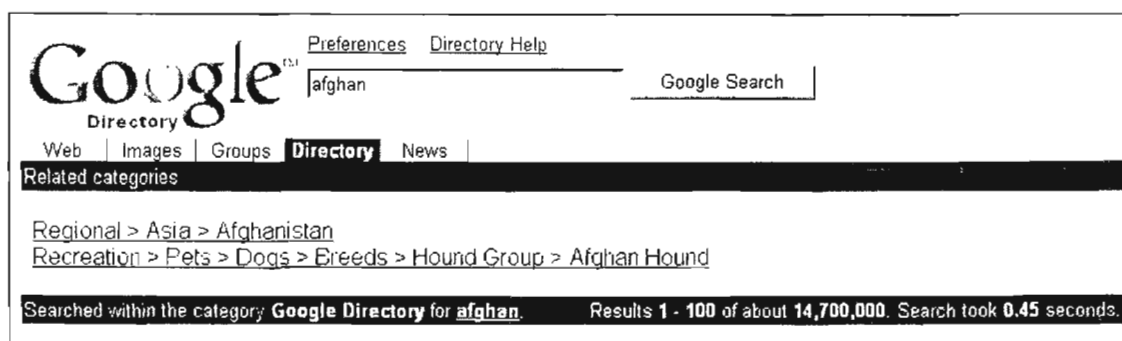 Preferences Directory Help
Google™
afghan Google Search
Directory
Web Images Groups Directory News
Related categories
Regional > Asia > Afghanistan
Recreation > Pets > Dogs > Breeds > Hound Group > Afghan Hound
Searched within the category Google Directory for afghan. Results 1 - 100 of about 14,700,000. Search took 0.45 seconds.